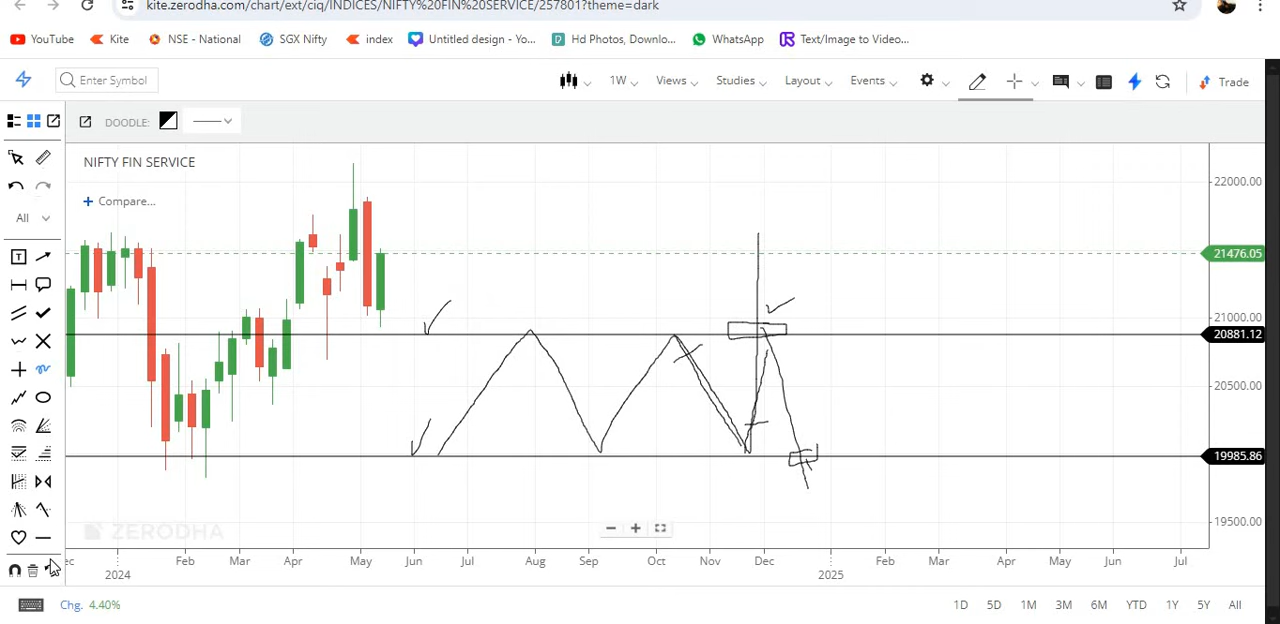 kite.zerodha.com/chart/ext/ciq/INDICES/NIFTY%20FIN%20SERVICE/257801?theme=dark
YouTube Kite NSE - National SGX Nifty index Untitled design - Yo... Hd Photos, Downlo... WhatsApp Text/Image to Video...
Enter Symbol 1W Views Studies Layout Events Trade
DOODLE:
NIFTY FIN SERVICE
22000.00
Compare...
All
T
21476.05
21000.00
20881.12
20500.00
19985.86
ZERODHA
19500.00
ec Feb Mar Apr May Jun Jul Aug Sep Oct Nov Dec Feb Mar Apr May Jun Jul
2024 2025
Chg. 4.40% 1D 5D 1M 3M 6M YTD 1Y 5Y All